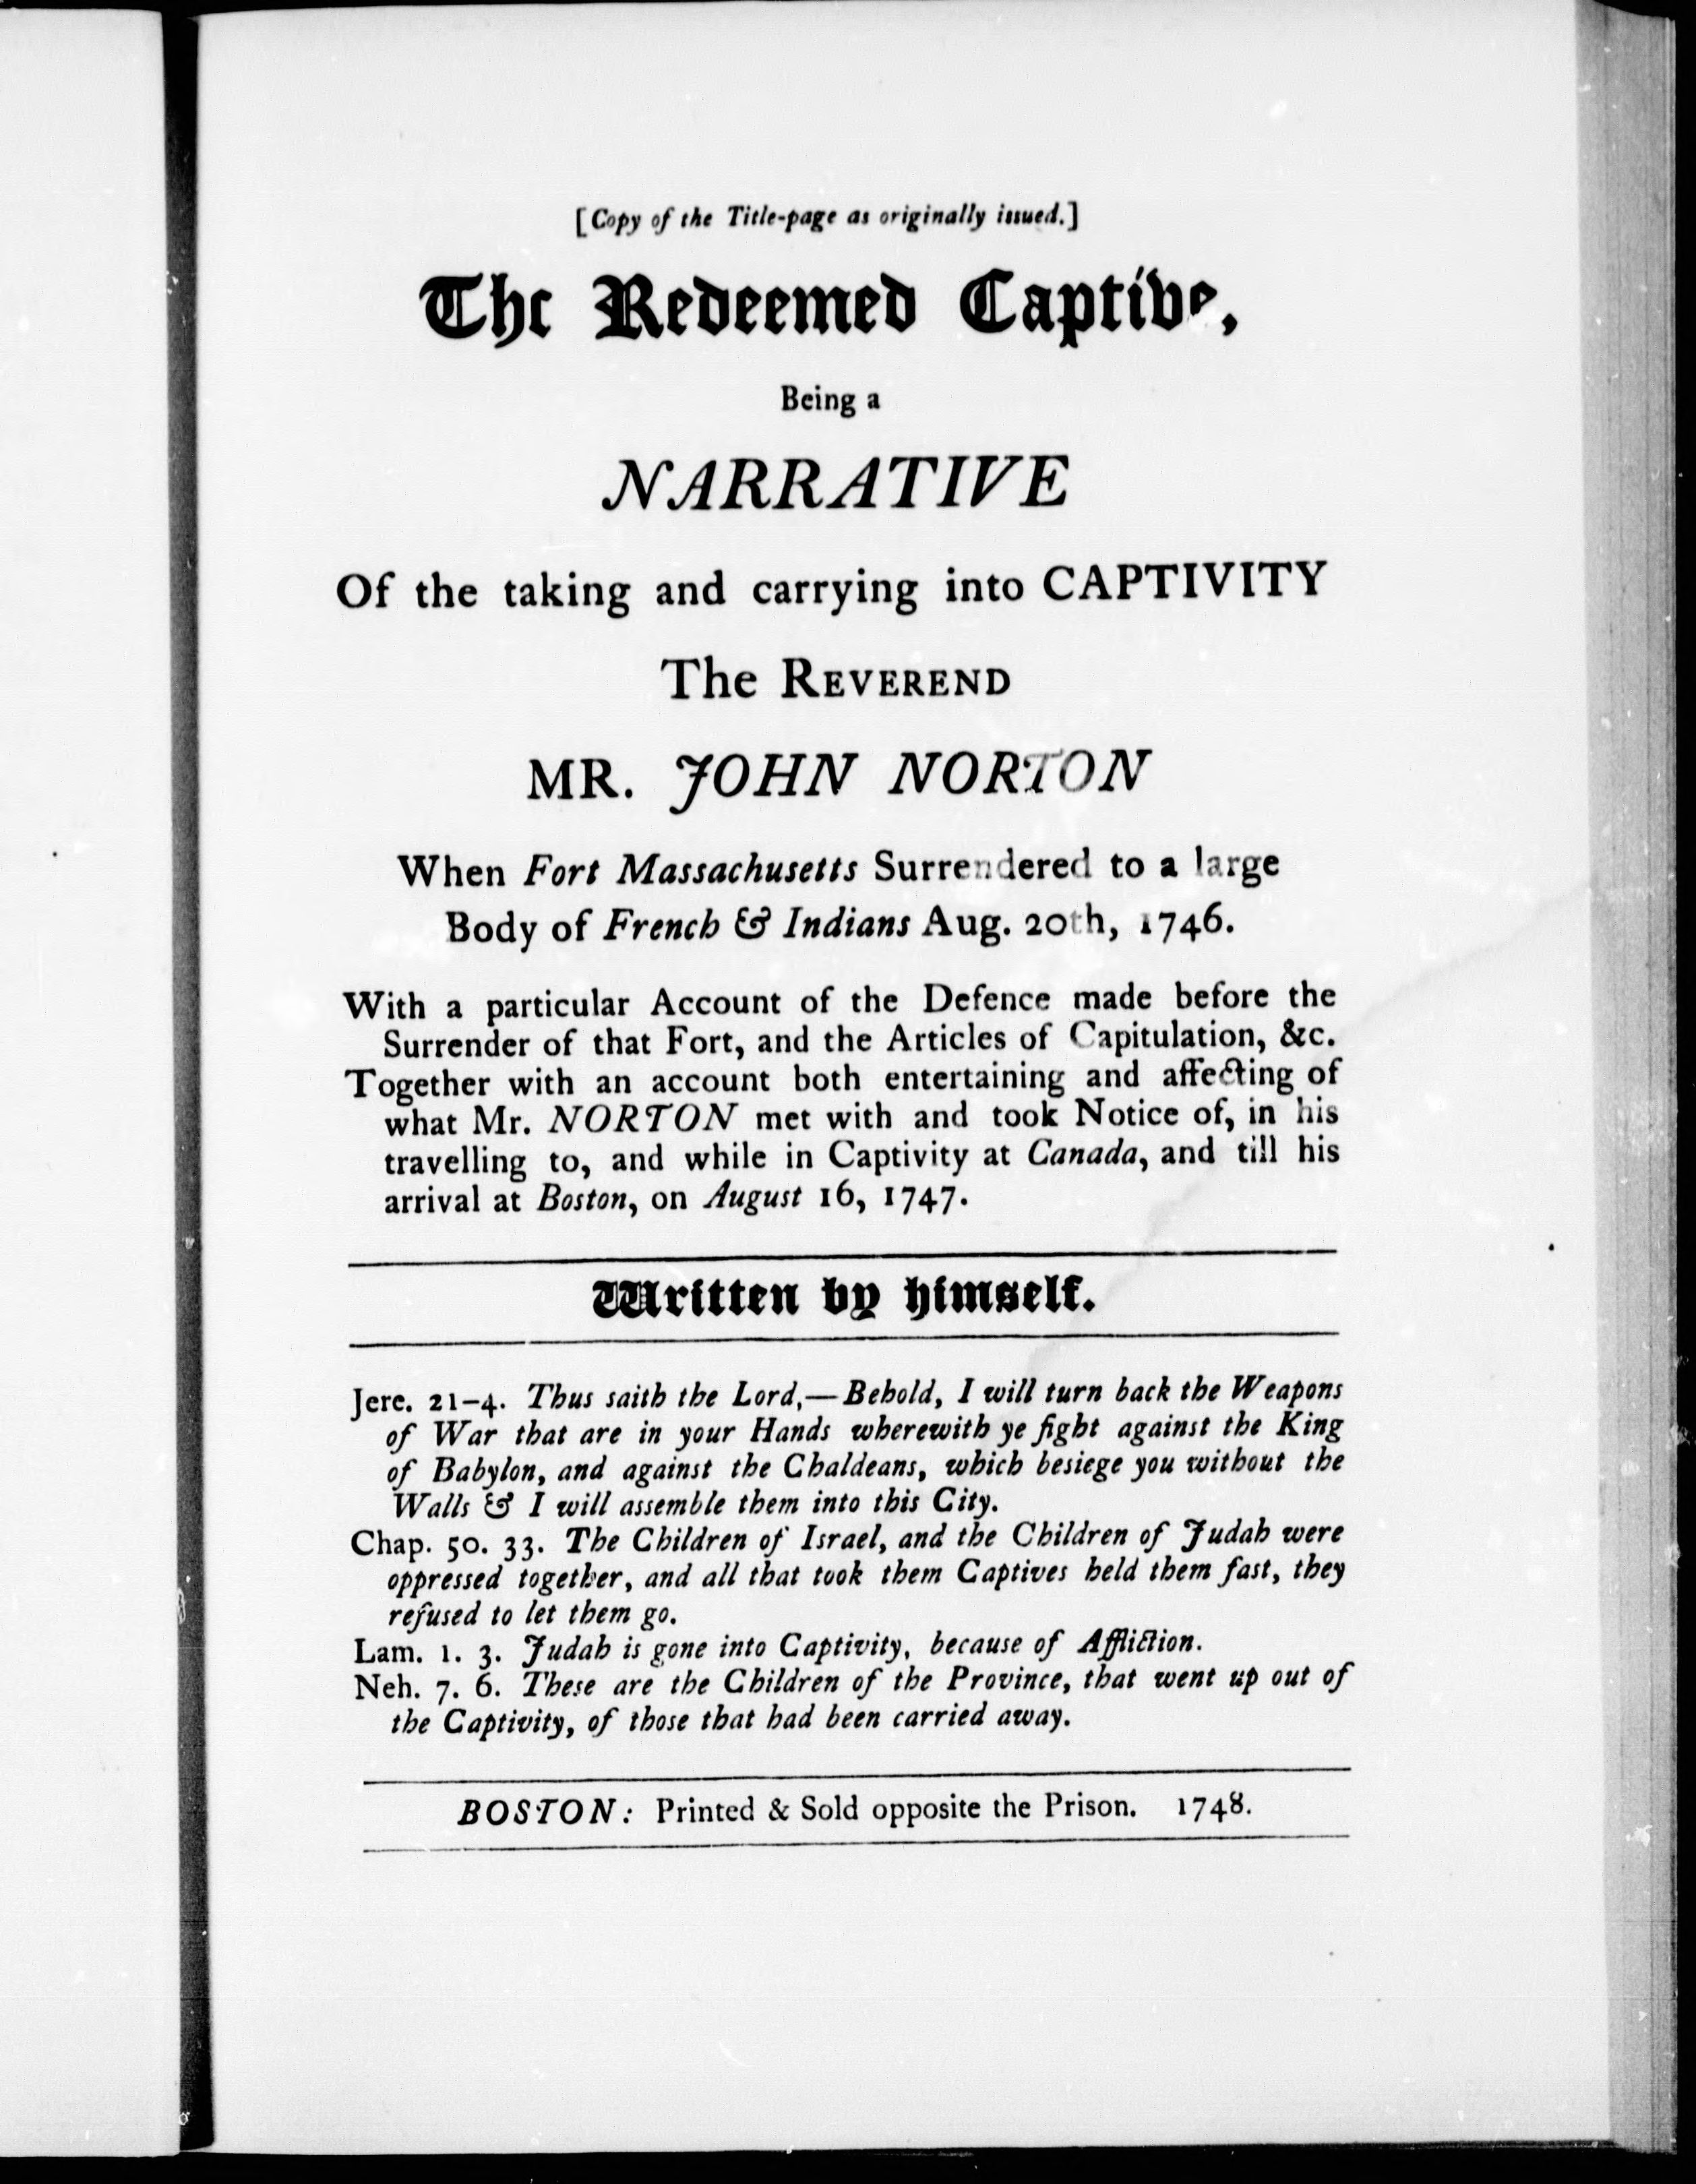 [Copy of the Title-page as originally issued.]
The Redeemed Captive,
Being a
NARRATIVE
Of the taking and carrying into CAPTIVITY
The REVEREND
MR. JOHN NORTON
When Fort Massachusetts Surrendered to a large
Body of French & Indians Aug. 20th, 1746.
With a particular Account of the Defence made before the
Surrender of that Fort, and the Articles of Capitulation, &c.
Together with an account both entertaining and affecting of
what Mr. NORTON met with and took Notice of, in his
travelling to, and while in Captivity at Canada, and till his
arrival at Boston, on August 16, 1747.
Written by himself.
Jere. 21-4. Thus saith the Lord,—Behold, I will turn back the Weapons
of War that are in your Hands wherewith ye fight against the King
of Babylon, and against the Chaldeans, which besiege you without the
Walls & I will assemble them into this City.
Chap. 50. 33. The Children of Israel, and the Children of Judah were
oppressed together, and all that took them Captives held them fast, they
refused to let them go.
Lam. 1. 3. Judah is gone into Captivity, because of Affliction.
Neh. 7. 6. These are the Children of the Province, that went up out of
the Captivity, of those that had been carried away.
BOSTON: Printed & Sold opposite the Prison. 1748.